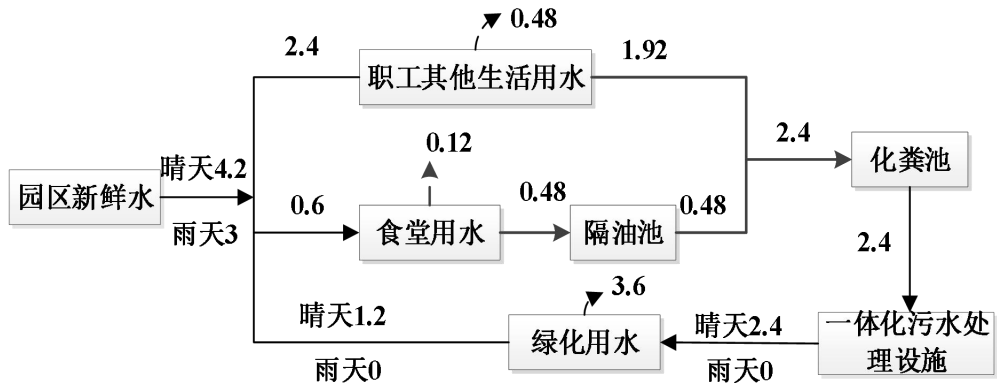 0.48
2.4
职工其他生活用水
1.92
园区新鲜水
晴天4.2
雨天3
0.12
0.6
食堂用水
0.48
隔油池
0.48
2.4
化粪池
2.4
3.6
晴天1.2
雨天0
绿化用水
晴天2.4
雨天0
一体化污水处
理设施